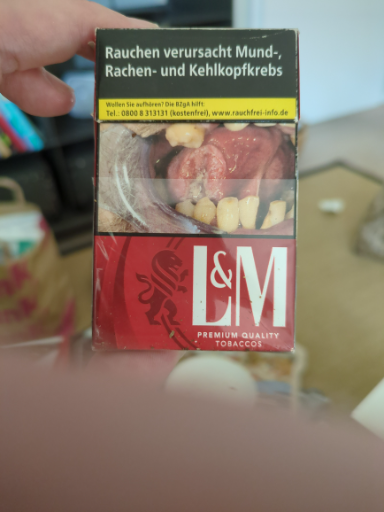 Rauchen verursacht Mund-,
Rachen- und Kehlkopfkrebs
Wollen Sie aufhören? Die BZgA hilft:
Tel.: 0800 8 313131 (kostenfrei), www.rauchfrei-info.de
L&M
PREMIUM QUALITY
TOBACCOS